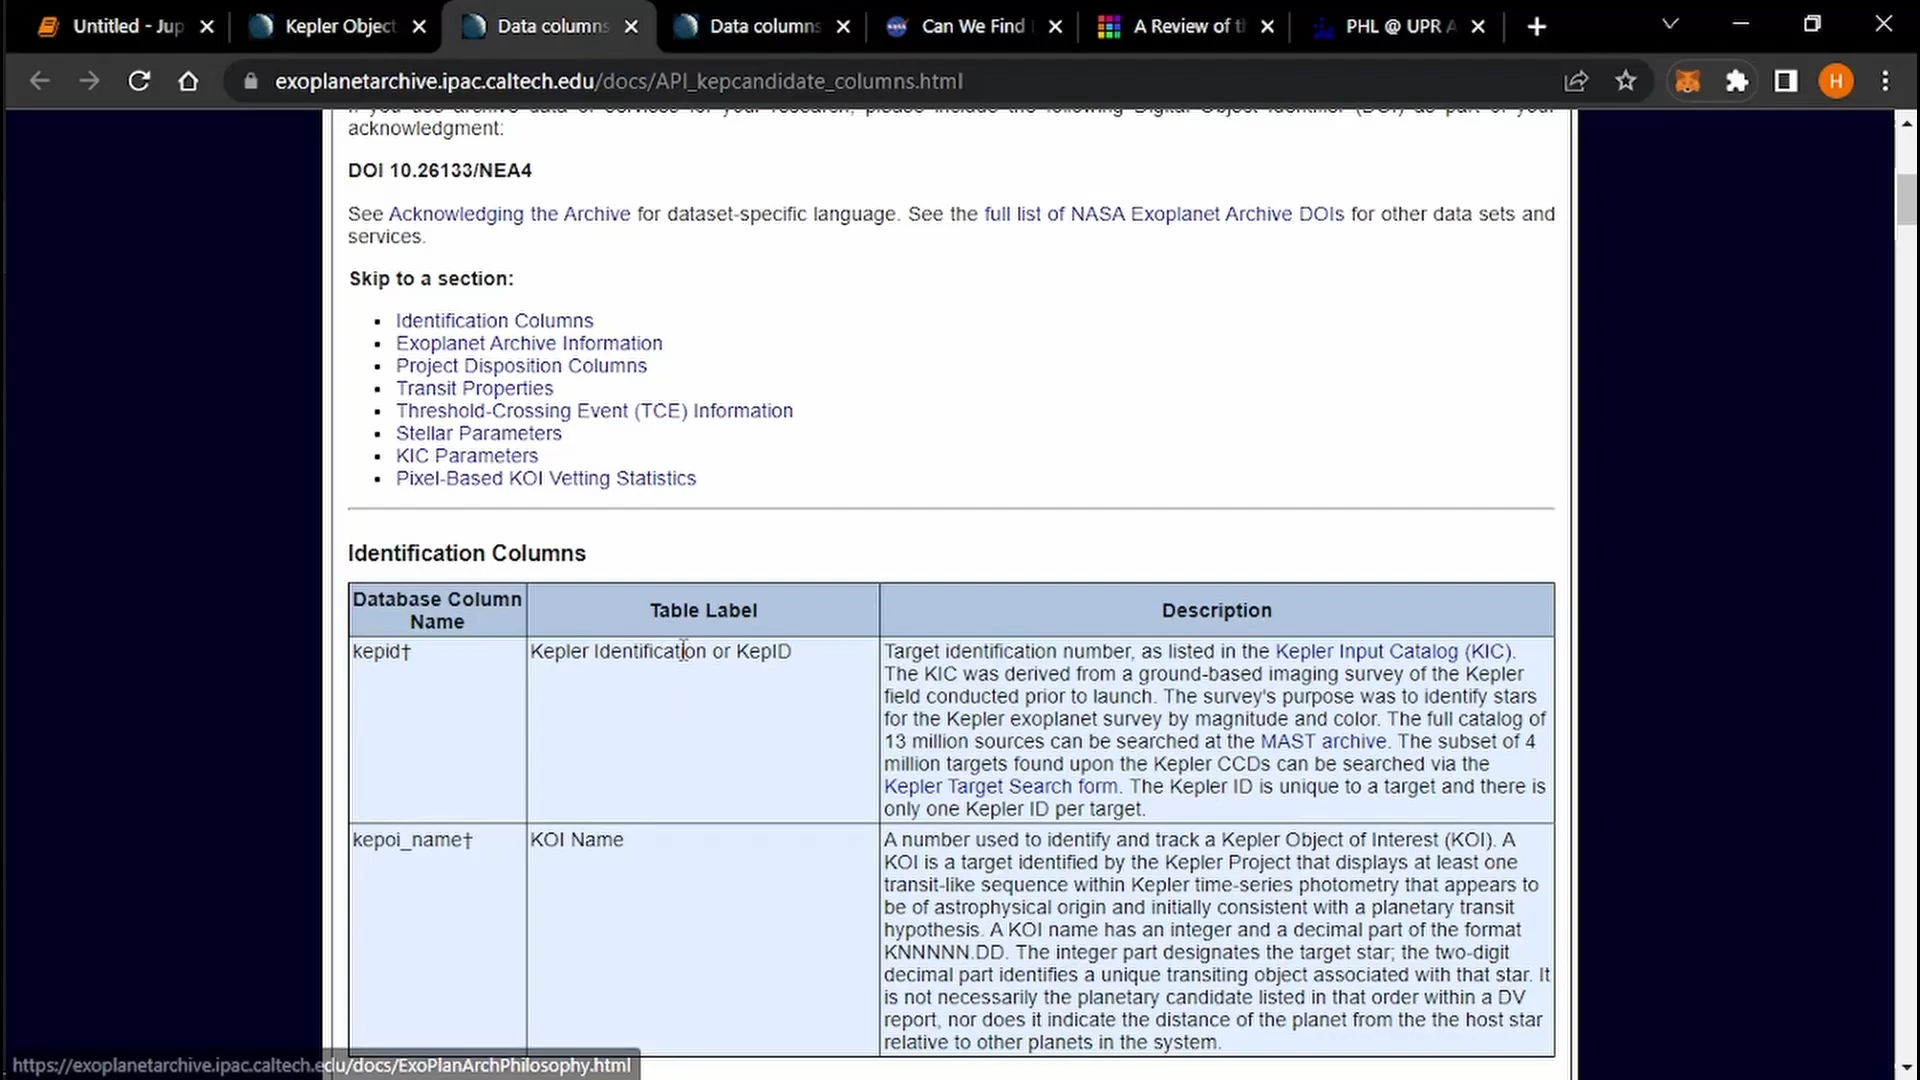 Untitled - Jup
Kepler Object
Data columns
Data columns
Can We Find
A Review of t
PHL @ UPR A
exoplanetarchive.ipac.caltech.edu/docs/API_kepcandidate_columns.html
H
acknowledgment:
DOI 10.26133/NEA4
See Acknowledging the Archive for dataset-specific language. See the full list of NASA Exoplanet Archive DOIs for other data sets and
services.
Skip to a section:
Identification Columns
Exoplanet Archive Information
Project Disposition Columns
Transit Properties
Threshold-Crossing Event (TCE) Information
Stellar Parameters
KIC Parameters
Pixel-Based KOI Vetting Statistics
Identification Columns
Database Column
Name
Table Label
Description
kepid†
Kepler Identification or KepID
Target identification number, as listed in the Kepler Input Catalog (KIC).
The KIC was derived from a ground-based imaging survey of the Kepler
field conducted prior to launch. The survey's purpose was to identify stars
for the Kepler exoplanet survey by magnitude and color. The full catalog of
13 million sources can be searched at the MAST archive. The subset of 4
million targets found upon the Kepler CCDs can be searched via the
Kepler Target Search form. The Kepler ID is unique to a target and there is
only one Kepler ID per target.
kepoi_name†
KOI Name
A number used to identify and track a Kepler Object of Interest (KOI). A
KOI is a target identified by the Kepler Project that displays at least one
transit-like sequence within Kepler time-series photometry that appears to
be of astrophysical origin and initially consistent with a planetary transit
hypothesis. A KOI name has an integer and a decimal part of the format
KNNNNN.DD. The integer part designates the target star; the two-digit
decimal part identifies a unique transiting object associated with that star. It
is not necessarily the planetary candidate listed in that order within a DV
report, nor does it indicate the distance of the planet from the the host star
relative to other planets in the system.
https://exoplanetarchive.ipac.caltech.edu/docs/ExoPlanArchPhilosophy.html